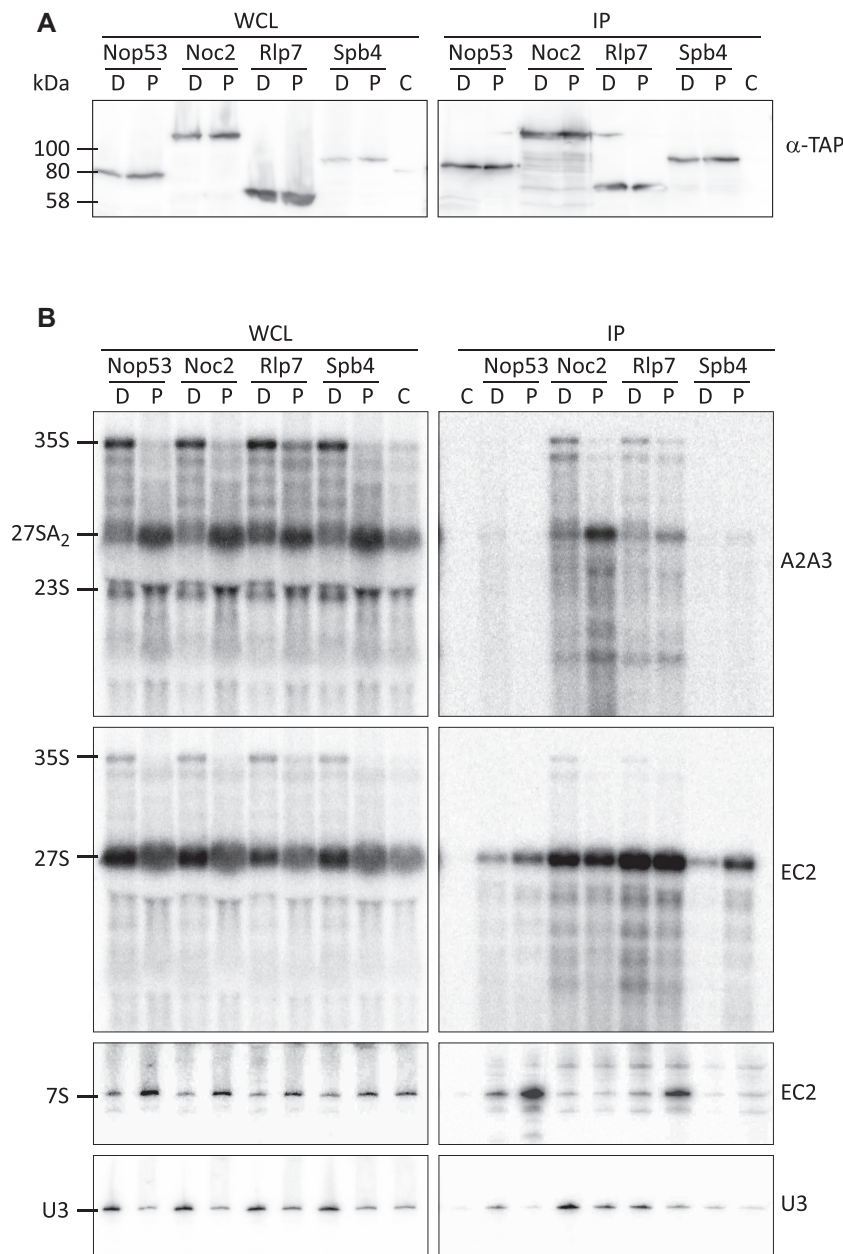 A
WCL IP
Nop53 Noc2 Rlp7 Spb4 Nop53 Noc2 Rlp7 Spb4
kDa D P D P D P D P C D P D P D P D P C
100
80
58
α-TAP
B
WCL IP
Nop53 Noc2 Rlp7 Spb4 Nop53 Noc2 Rlp7 Spb4
D P D P D P D P C C D P D P D P D P
35S
27SA2
23S
A2A3
35S
27S
EC2
7S EC2
U3 U3